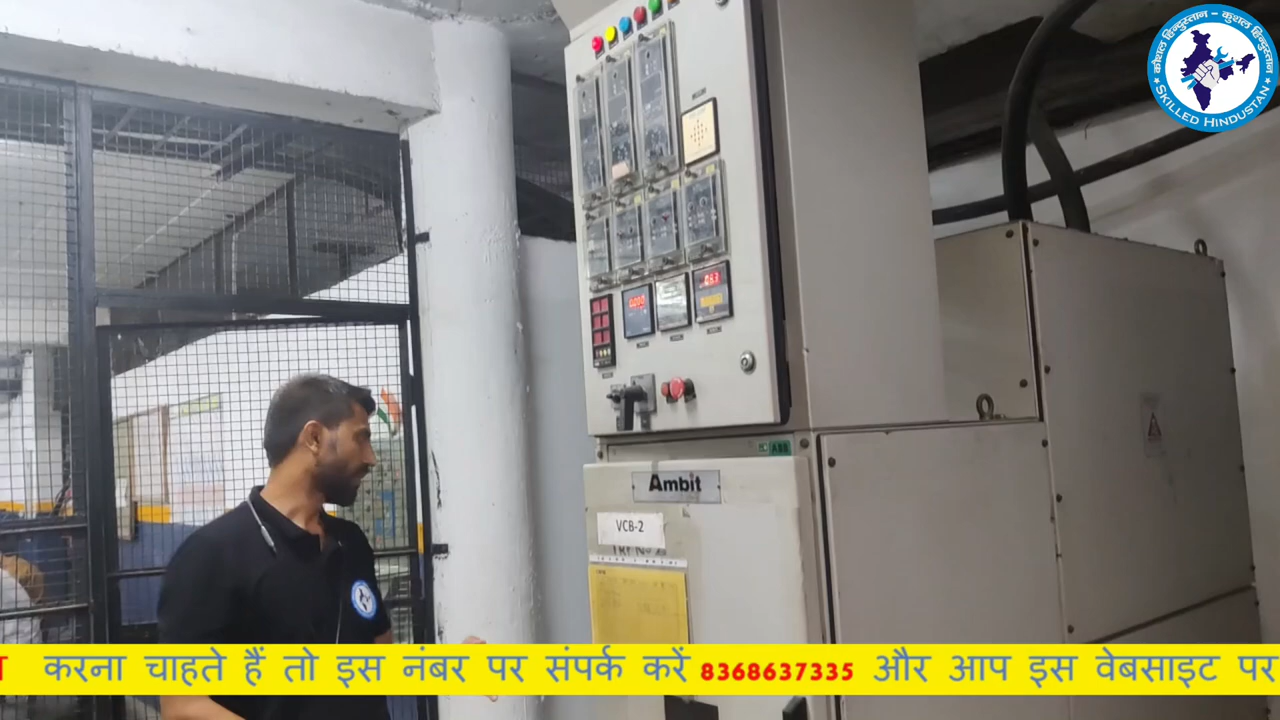 कौशल हिन्दुस्तान - कुशल हिन्दुस्तान
SKILLED HINDUSTAN
ABB
Ambit
VCB-2
करना चाहते हैं तो इस नंबर पर संपर्क करें 8368637335 और आप इस वेबसाइट पर